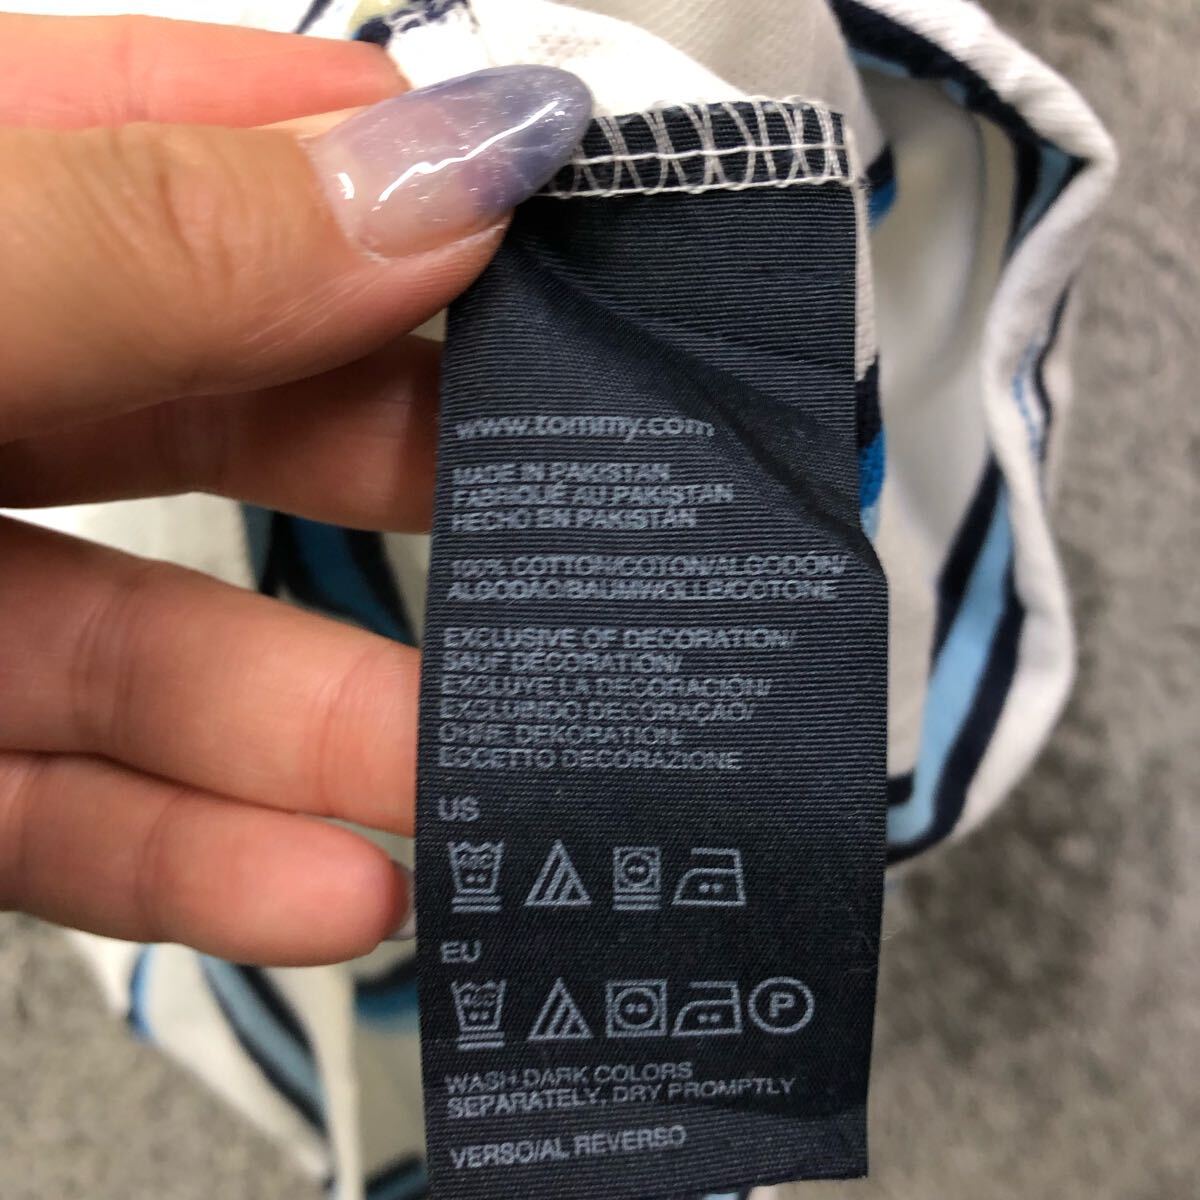 www.tommy.com
MADE IN PAKISTAN
FABRIQUÉ AU PAKISTAN
HECHO EN PAKISTÁN
100% COTTON/COTON/ALGODÓN/
ALGODÃO/BAUMWOLLE/COTONE
EXCLUSIVE OF DECORATION/
SAUF DÉCORATION/
EXCLUYE LA DECORACIÓN/
EXCLUINDO DECORAÇÃO/
OHNE DEKORATION/
ECCETTO DECORAZIONE
US
EU
P
WASH DARK COLORS
SEPARATELY, DRY PROMPTLY
VERSO/AL REVERSO